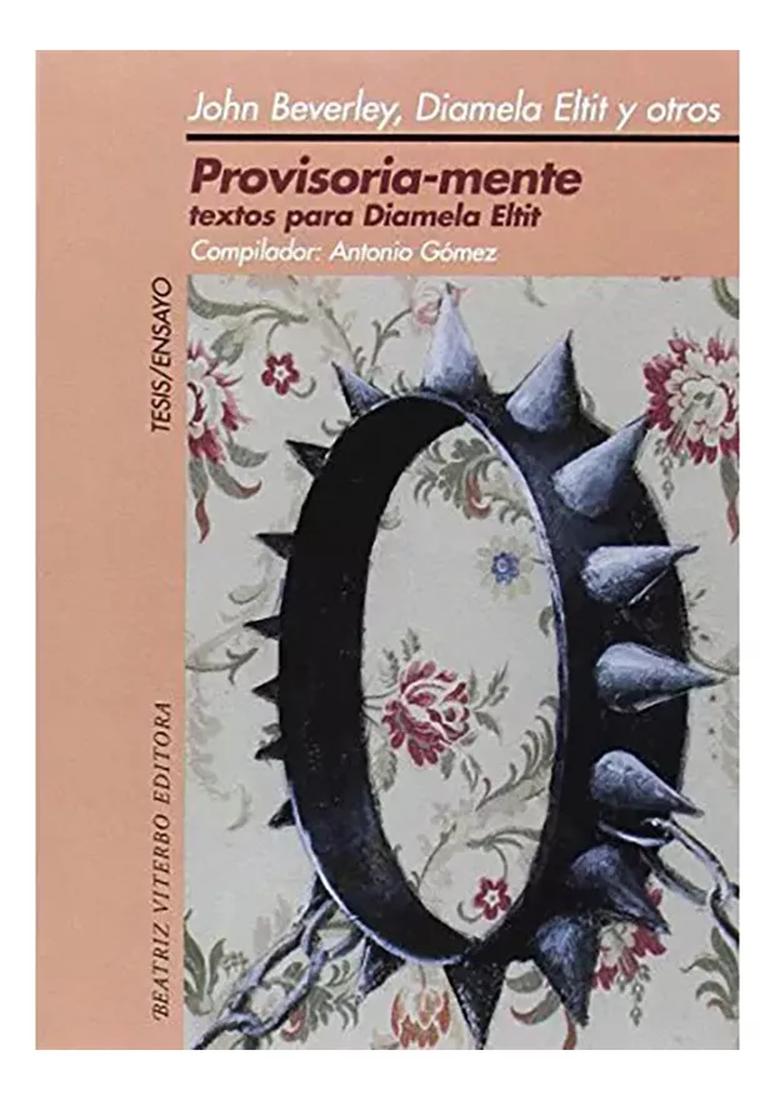 John Beverley, Diamela Eltit y otros
Provisoria-mente
textos para Diamela Eltit
Compilador: Antonio Gómez
TESIS/ENSAYO
BEATRIZ VITERBO EDITORA